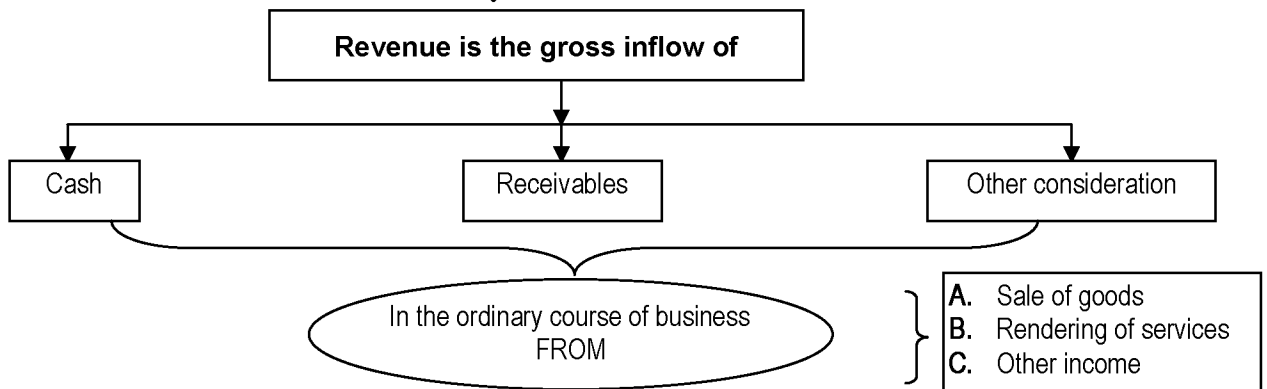 Revenue is the gross inflow of
Cash
Receivables
Other consideration
In the ordinary course of business
FROM
A. Sale of goods
B. Rendering of services
C. Other income